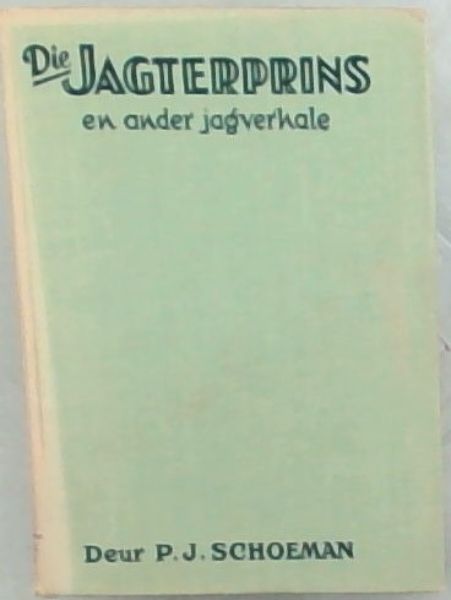 Die JAGTERPRINS
en ander jagverhale
Deur P.J. SCHOEMAN